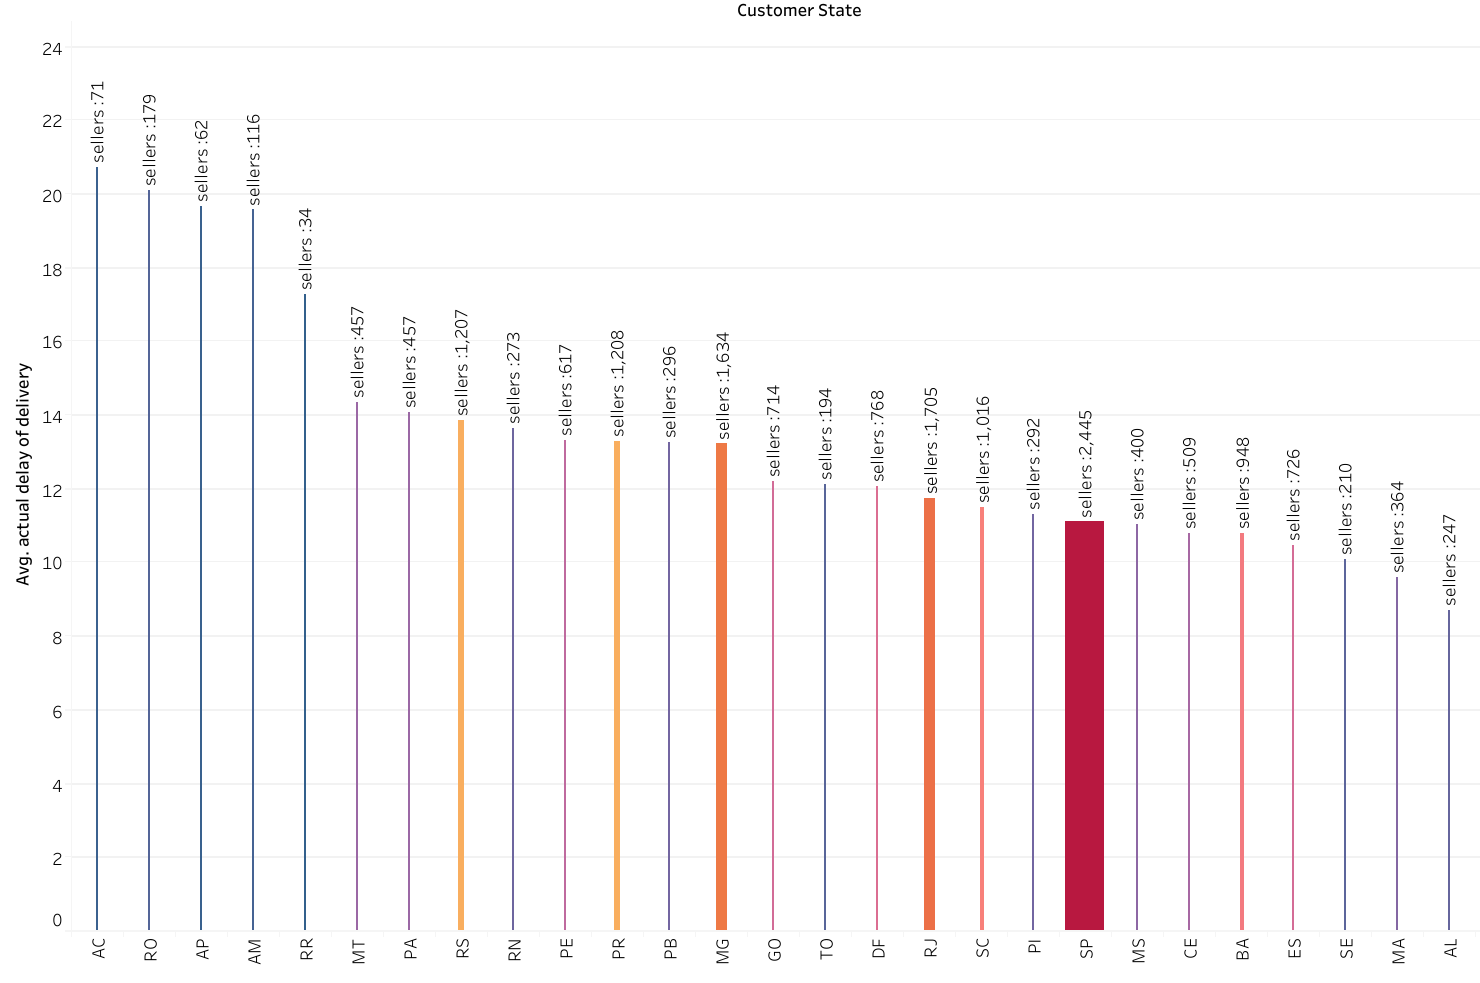 Customer State
Avg. actual delay of delivery
24
22
20
18
16
14
12
10
8
6
4
2
0
sellers :71
sellers :179
sellers :62
sellers :116
sellers :34
sellers :457
sellers :457
sellers :1,207
sellers :273
sellers :617
sellers :1,208
sellers :296
sellers :1,634
sellers :714
sellers :194
sellers :768
sellers :1,705
sellers :1,016
sellers :292
sellers :2,445
sellers :400
sellers :509
sellers :948
sellers :726
sellers :210
sellers :364
sellers :247
AC
RO
AP
AM
RR
MT
PA
RS
RN
PE
PR
PB
MG
GO
TO
DF
RJ
SC
PI
SP
MS
CE
BA
ES
SE
MA
AL